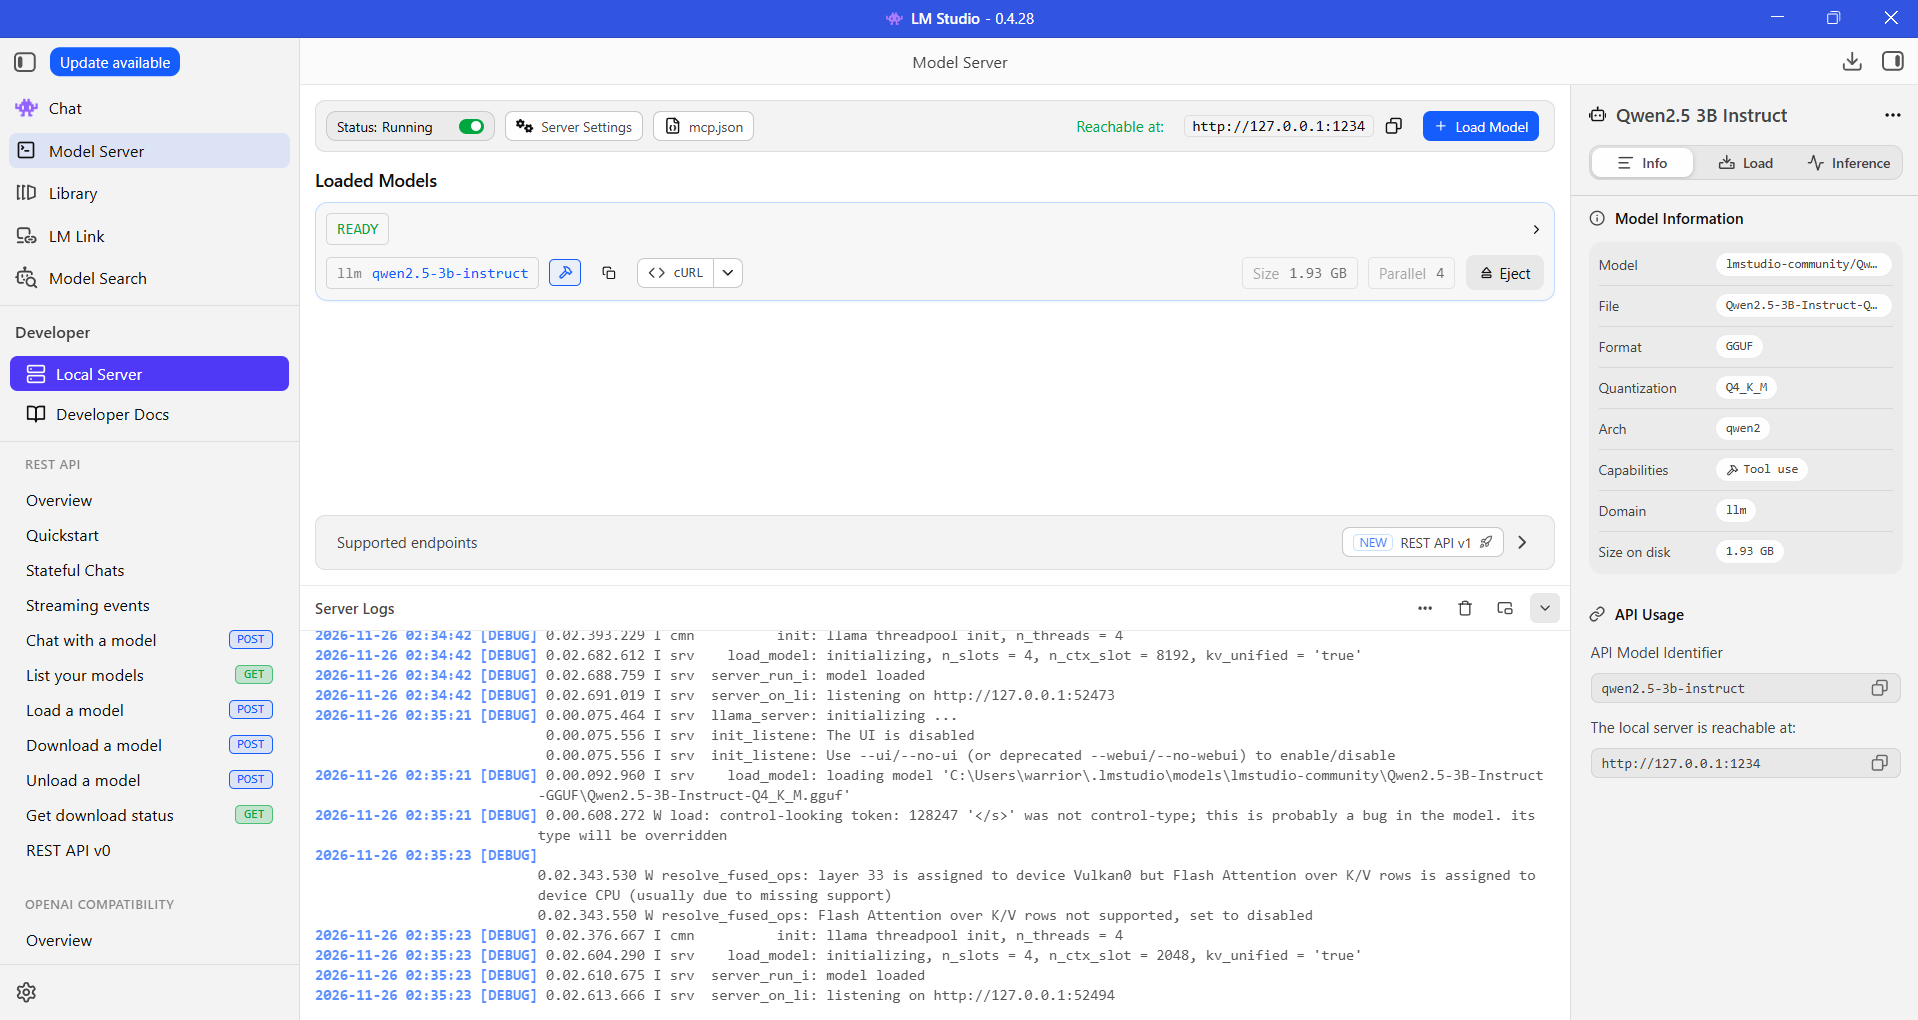 LM Studio - 0.4.28
Update available
Model Server
Chat
Model Server
Library
LM Link
Model Search
Developer
Local Server
Developer Docs
REST API
Overview
Quickstart
Stateful Chats
Streaming events
Chat with a model POST
List your models GET
Load a model POST
Download a model POST
Unload a model POST
Get download status GET
REST API v0
OPENAI COMPATIBILITY
Overview
Status: Running
Server Settings
mcp.json
Reachable at: http://127.0.0.1:1234
+ Load Model
Loaded Models
READY
llm qwen2.5-3b-instruct
<> cURL
Size 1.93 GB
Parallel 4
Eject
Supported endpoints
NEW REST API v1
Server Logs
2026-11-26 02:34:42 [DEBUG] 0.02.393.229 I cmn          init: llama threadpool init, n_threads = 4
2026-11-26 02:34:42 [DEBUG] 0.02.682.612 I srv    load_model: initializing, n_slots = 4, n_ctx_slot = 8192, kv_unified = 'true'
2026-11-26 02:34:42 [DEBUG] 0.02.688.759 I srv  server_run_i: model loaded
2026-11-26 02:34:42 [DEBUG] 0.02.691.019 I srv  server_on_li: listening on http://127.0.0.1:52473
2026-11-26 02:35:21 [DEBUG] 0.00.075.464 I srv  llama_server: initializing ...
0.00.075.556 I srv  init_listene: The UI is disabled
0.00.075.556 I srv  init_listene: Use --ui/--no-ui (or deprecated --webui/--no-webui) to enable/disable
2026-11-26 02:35:21 [DEBUG] 0.00.092.960 I srv    load_model: loading model 'C:\Users\warrior\.lmstudio\models\lmstudio-community\Qwen2.5-3B-Instruct
-GGUF\Qwen2.5-3B-Instruct-Q4_K_M.gguf'
2026-11-26 02:35:21 [DEBUG] 0.00.608.272 W load: control-looking token: 128247 '</s>' was not control-type; this is probably a bug in the model. its
type will be overridden
2026-11-26 02:35:23 [DEBUG]
0.02.343.530 W resolve_fused_ops: layer 33 is assigned to device Vulkan0 but Flash Attention over K/V rows is assigned to
device CPU (usually due to missing support)
0.02.343.550 W resolve_fused_ops: Flash Attention over K/V rows not supported, set to disabled
2026-11-26 02:35:23 [DEBUG] 0.02.376.667 I cmn          init: llama threadpool init, n_threads = 4
2026-11-26 02:35:23 [DEBUG] 0.02.604.290 I srv    load_model: initializing, n_slots = 4, n_ctx_slot = 2048, kv_unified = 'true'
2026-11-26 02:35:23 [DEBUG] 0.02.610.675 I srv  server_run_i: model loaded
2026-11-26 02:35:23 [DEBUG] 0.02.613.666 I srv  server_on_li: listening on http://127.0.0.1:52494
Qwen2.5 3B Instruct
Info
Load
Inference
Model Information
Model lmstudio-community/Qw…
File Qwen2.5-3B-Instruct-Q…
Format GGUF
Quantization Q4_K_M
Arch qwen2
Capabilities Tool use
Domain llm
Size on disk 1.93 GB
API Usage
API Model Identifier
qwen2.5-3b-instruct
The local server is reachable at:
http://127.0.0.1:1234